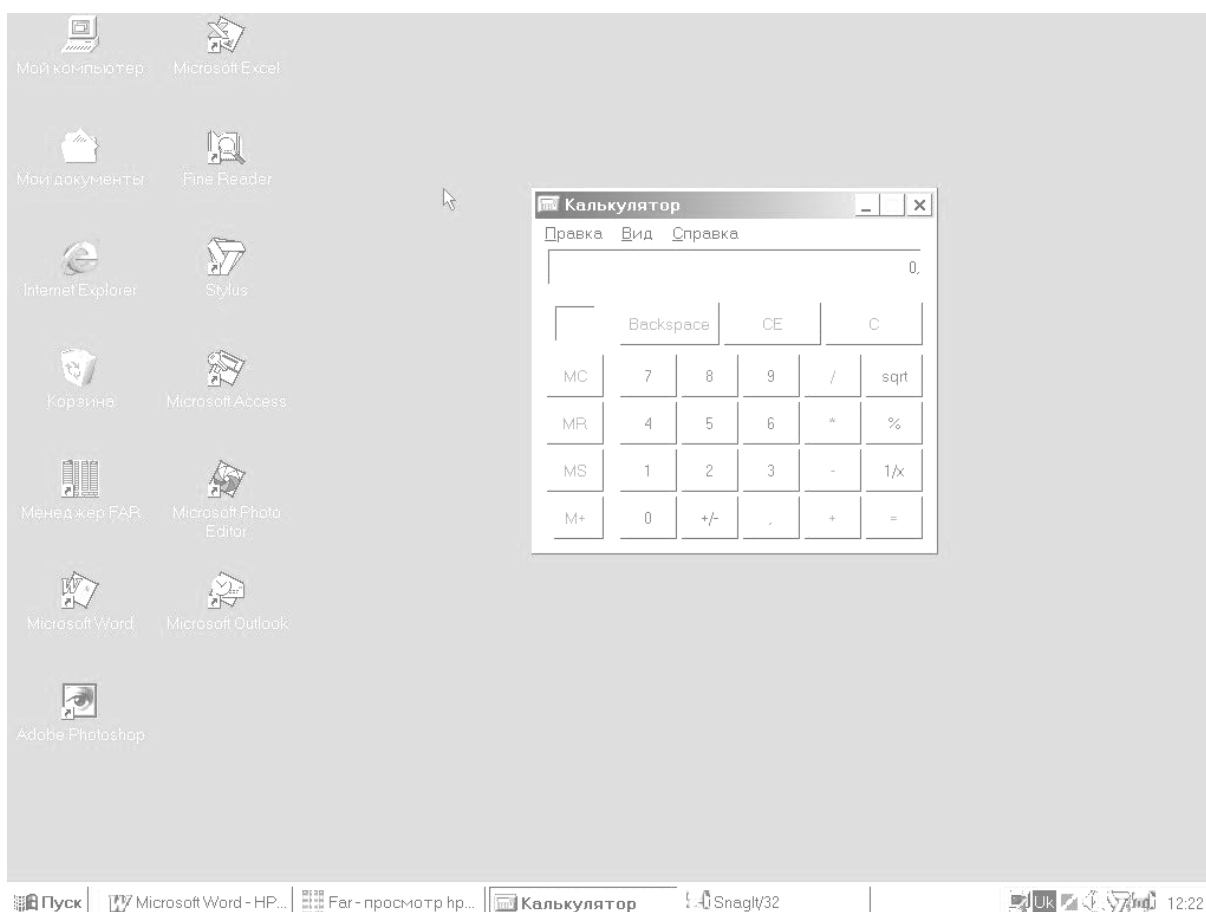 Мой компьютер
Microsoft Excel
Мои документы
Fine Reader
Internet Explorer
Stylus
Корзина
Microsoft Access
Менеджер FAR
Microsoft Photo
Editor
Microsoft Word
Microsoft Outlook
Adobe Photoshop
Калькулятор
Правка Вид Справка
0,
Backspace CE C
MC 7 8 9 / sqrt
MR 4 5 6 * %
MS 1 2 3 - 1/x
M+ 0 +/- , + =
Пуск Microsoft Word - HP... Far - просмотр hp... Калькулятор SnagIt/32 Uk 12:22